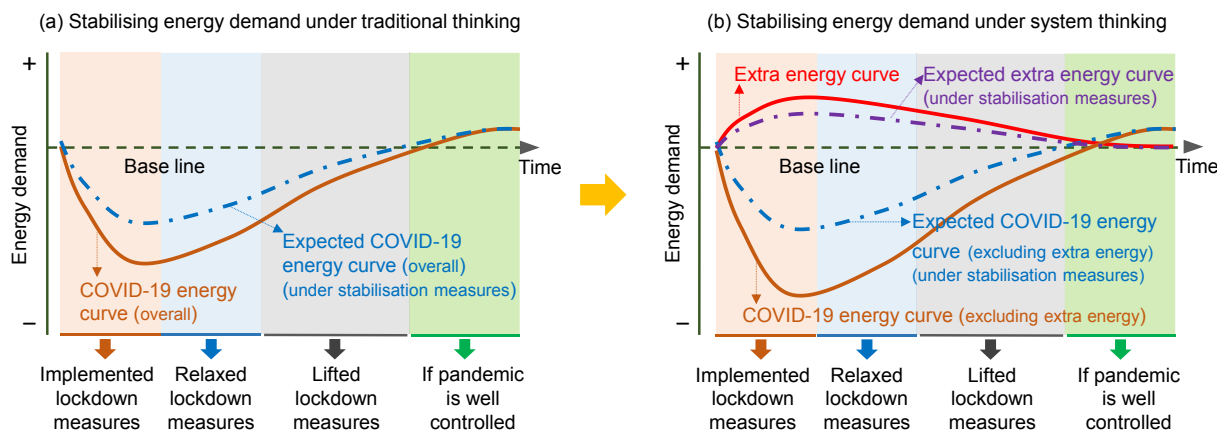 (a) Stabilising energy demand under traditional thinking
+
Energy demand
Base line
Time
Expected COVID-19
energy curve (overall)
(under stabilisation measures)
COVID-19 energy
curve (overall)
−
Implemented
lockdown
measures
Relaxed
lockdown
measures
Lifted
lockdown
measures
If pandemic
is well
controlled
(b) Stabilising energy demand under system thinking
+
Energy demand
Extra energy curve
Expected extra energy curve
(under stabilisation measures)
Base line
Time
Expected COVID-19 energy
curve (excluding extra energy)
(under stabilisation measures)
COVID-19 energy curve (excluding extra energy)
−
Implemented
lockdown
measures
Relaxed
lockdown
measures
Lifted
lockdown
measures
If pandemic
is well
controlled